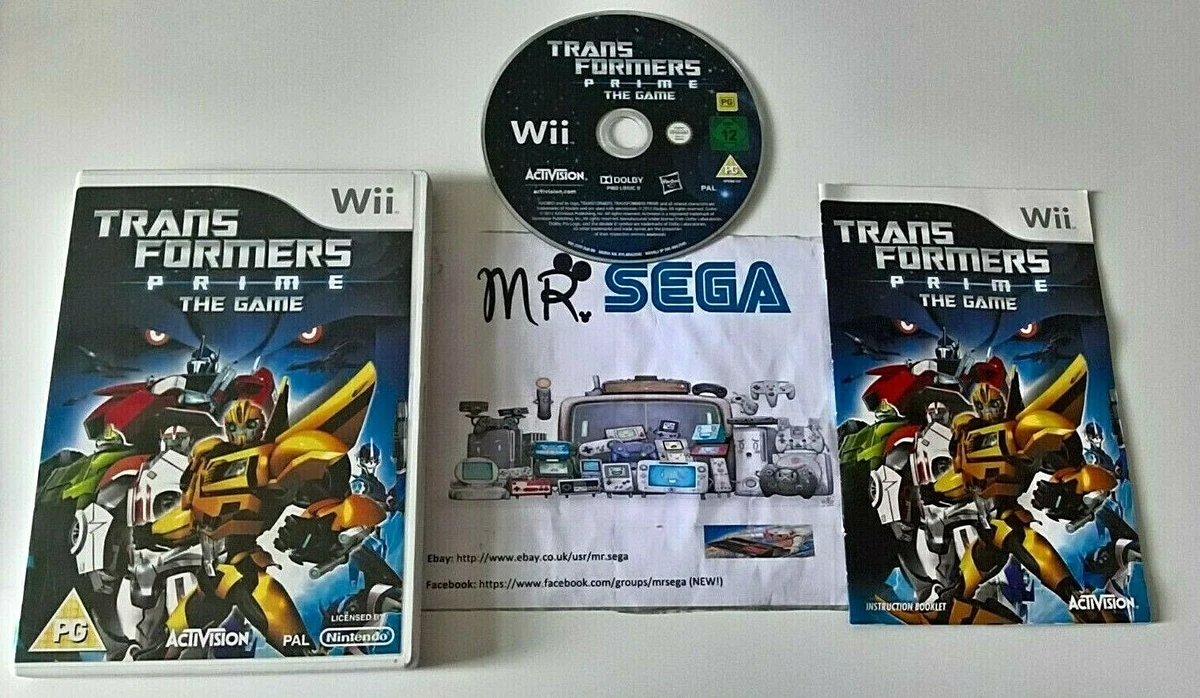 Wii
TRANS
FORMERS
PRIME
THE GAME
PG
ACTIVISION
PAL
LICENSED BY
Nintendo
TRANS
FORMERS
PRIME
THE GAME
Wii
PG
12
PG
ACTIVISION
activision.com
DOLBY
PRO LOGIC II
Hasbro
PAL
MR. SEGA
Ebay: http://www.ebay.co.uk/usr/mr.sega
Facebook: https://www.facebook.com/groups/mrsega (NEW!)
Wii
TRANS
FORMERS
PRIME
THE GAME
INSTRUCTION BOOKLET
ACTIVISION